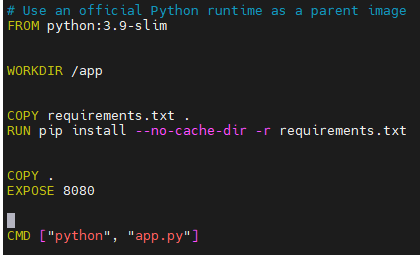 # Use an official Python runtime as a parent image
FROM python:3.9-slim
WORKDIR /app
COPY requirements.txt .
RUN pip install --no-cache-dir -r requirements.txt
COPY .
EXPOSE 8080
CMD ["python", "app.py"]